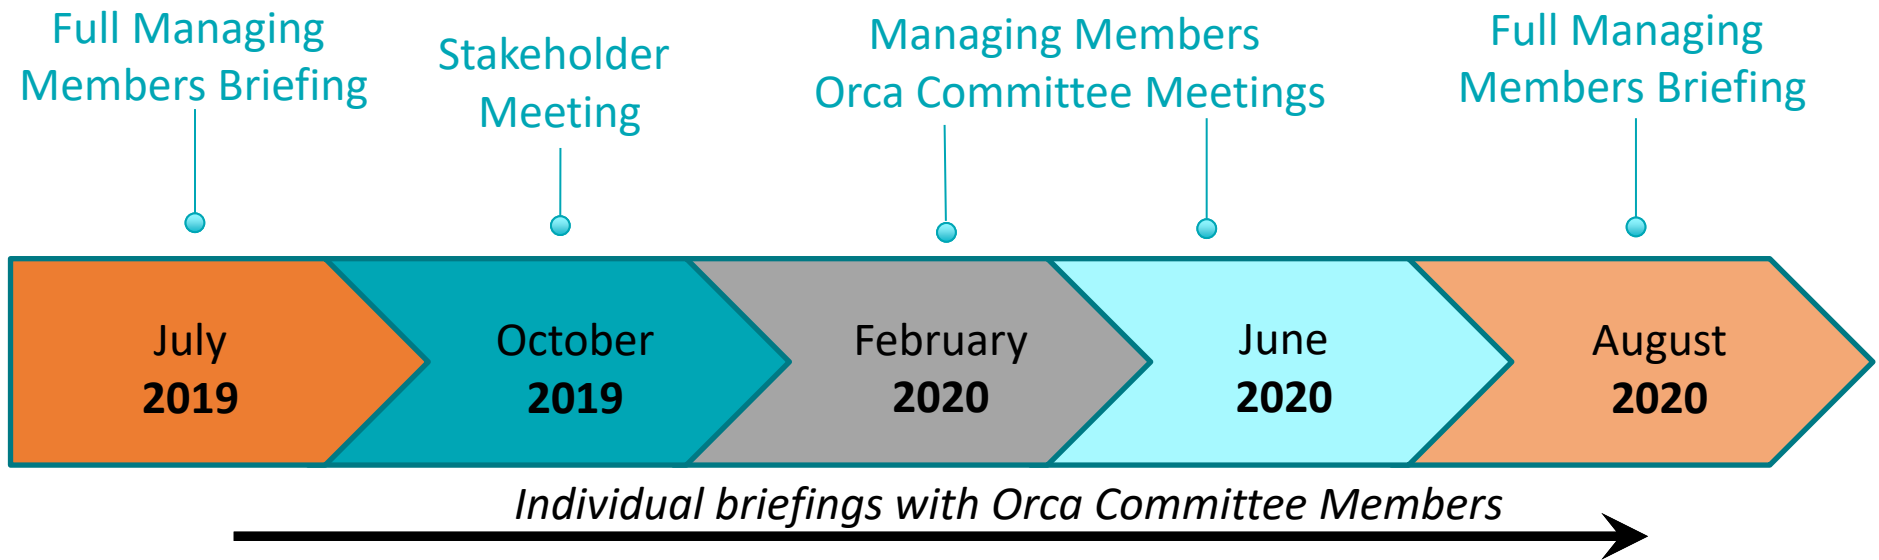 Full Managing
Members Briefing
Stakeholder
Meeting
Managing Members
Orca Committee Meetings
Full Managing
Members Briefing
July
2019
October
2019
February
2020
June
2020
August
2020
Individual briefings with Orca Committee Members